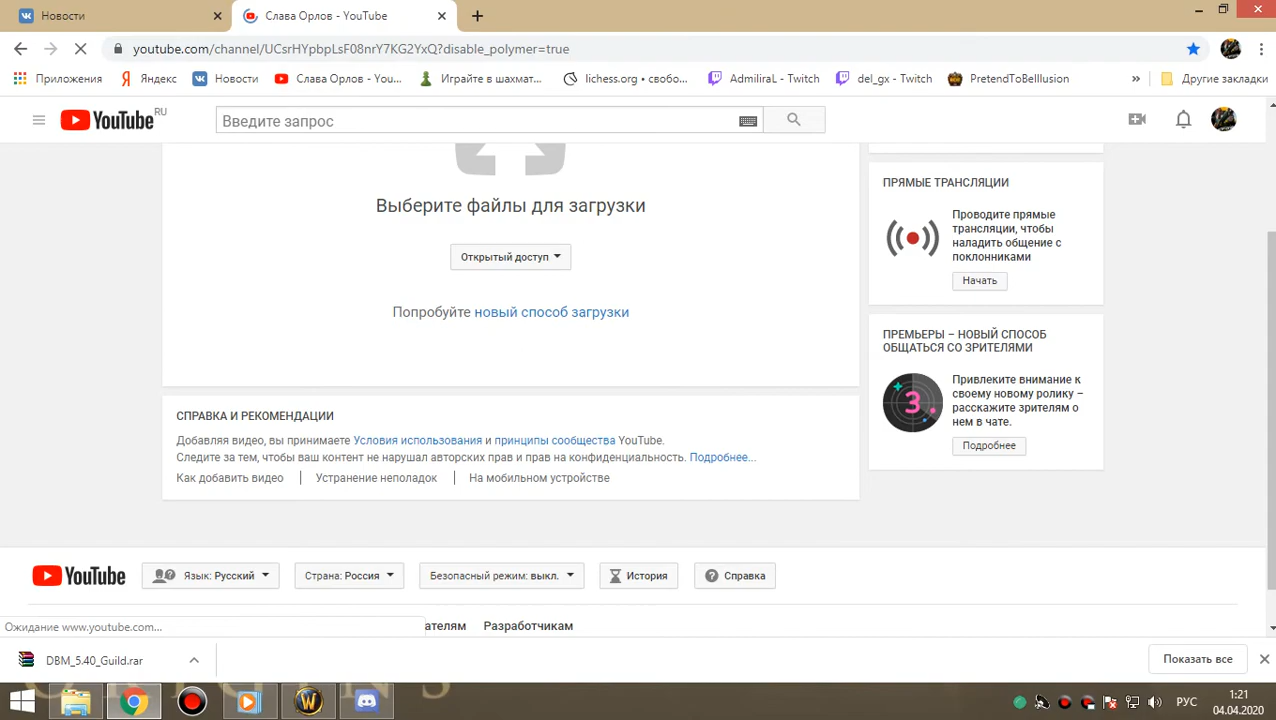 Новости
Слава Орлов - YouTube
youtube.com/channel/UCsrHYpbpLsF08nrY7KG2YxQ?disable_polymer=true
Приложения
Яндекс
Новости
Слава Орлов - You...
Играйте в шахмат...
lichess.org • свобо...
AdmiraL - Twitch
del_gx - Twitch
PretendToBeIllusion
»
Другие закладки
YouTube RU
Введите запрос
Выберите файлы для загрузки
Открытый доступ
Попробуйте новый способ загрузки
ПРЯМЫЕ ТРАНСЛЯЦИИ
Проводите прямые
трансляции, чтобы
наладить общение с
поклонниками
Начать
ПРЕМЬЕРЫ – НОВЫЙ СПОСОБ
ОБЩАТЬСЯ СО ЗРИТЕЛЯМИ
3
Привлеките внимание к
своему новому ролику –
расскажите зрителям о
нем в чате.
Подробнее
СПРАВКА И РЕКОМЕНДАЦИИ
Добавляя видео, вы принимаете Условия использования и принципы сообщества YouTube.
Следите за тем, чтобы ваш контент не нарушал авторских прав и прав на конфиденциальность. Подробнее...
Как добавить видео
Устранение неполадок
На мобильном устройстве
YouTube
Язык: Русский
Страна: Россия
Безопасный режим: выкл.
История
Справка
Ожидание www.youtube.com...
ателям
Разработчикам
DBM_5.40_Guild.rar
Показать все
РУС
1:21
04.04.2020